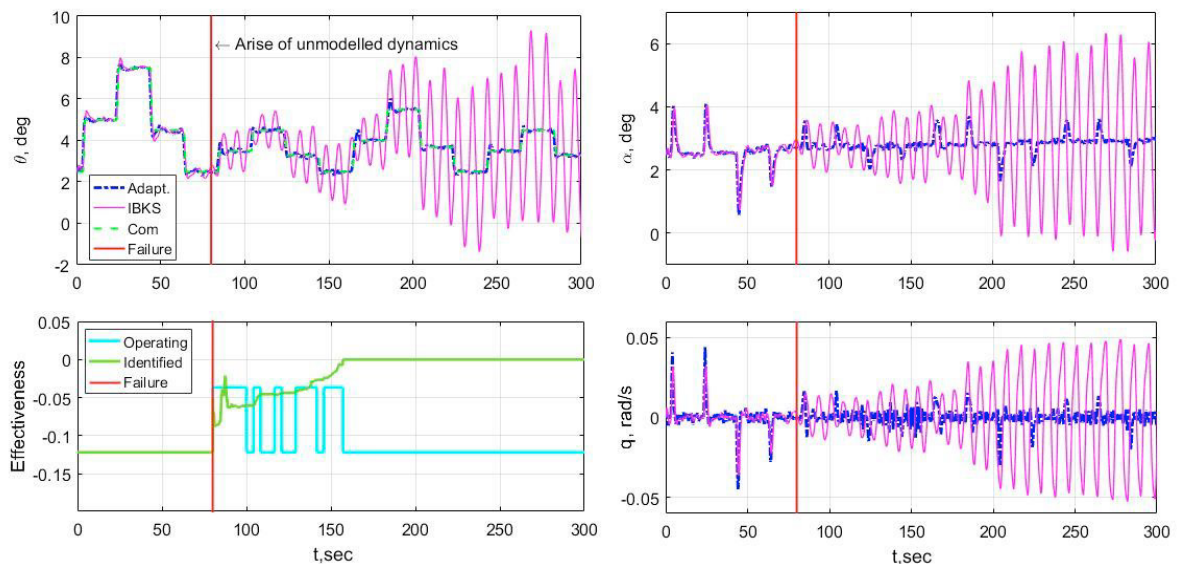 10
8
6
4
2
0
-2
θ, deg
← Arise of unmodelled dynamics
Adapt.
IBKS
Com
Failure
0 50 100 150 200 250 300
6
4
2
0
α, deg
0 50 100 150 200 250 300
0.05
0
-0.05
-0.1
-0.15
Effectiveness
Operating
Identified
Failure
0 50 100 150 200 250 300
t,sec
0.05
0
-0.05
q, rad/s
0 50 100 150 200 250 300
t,sec